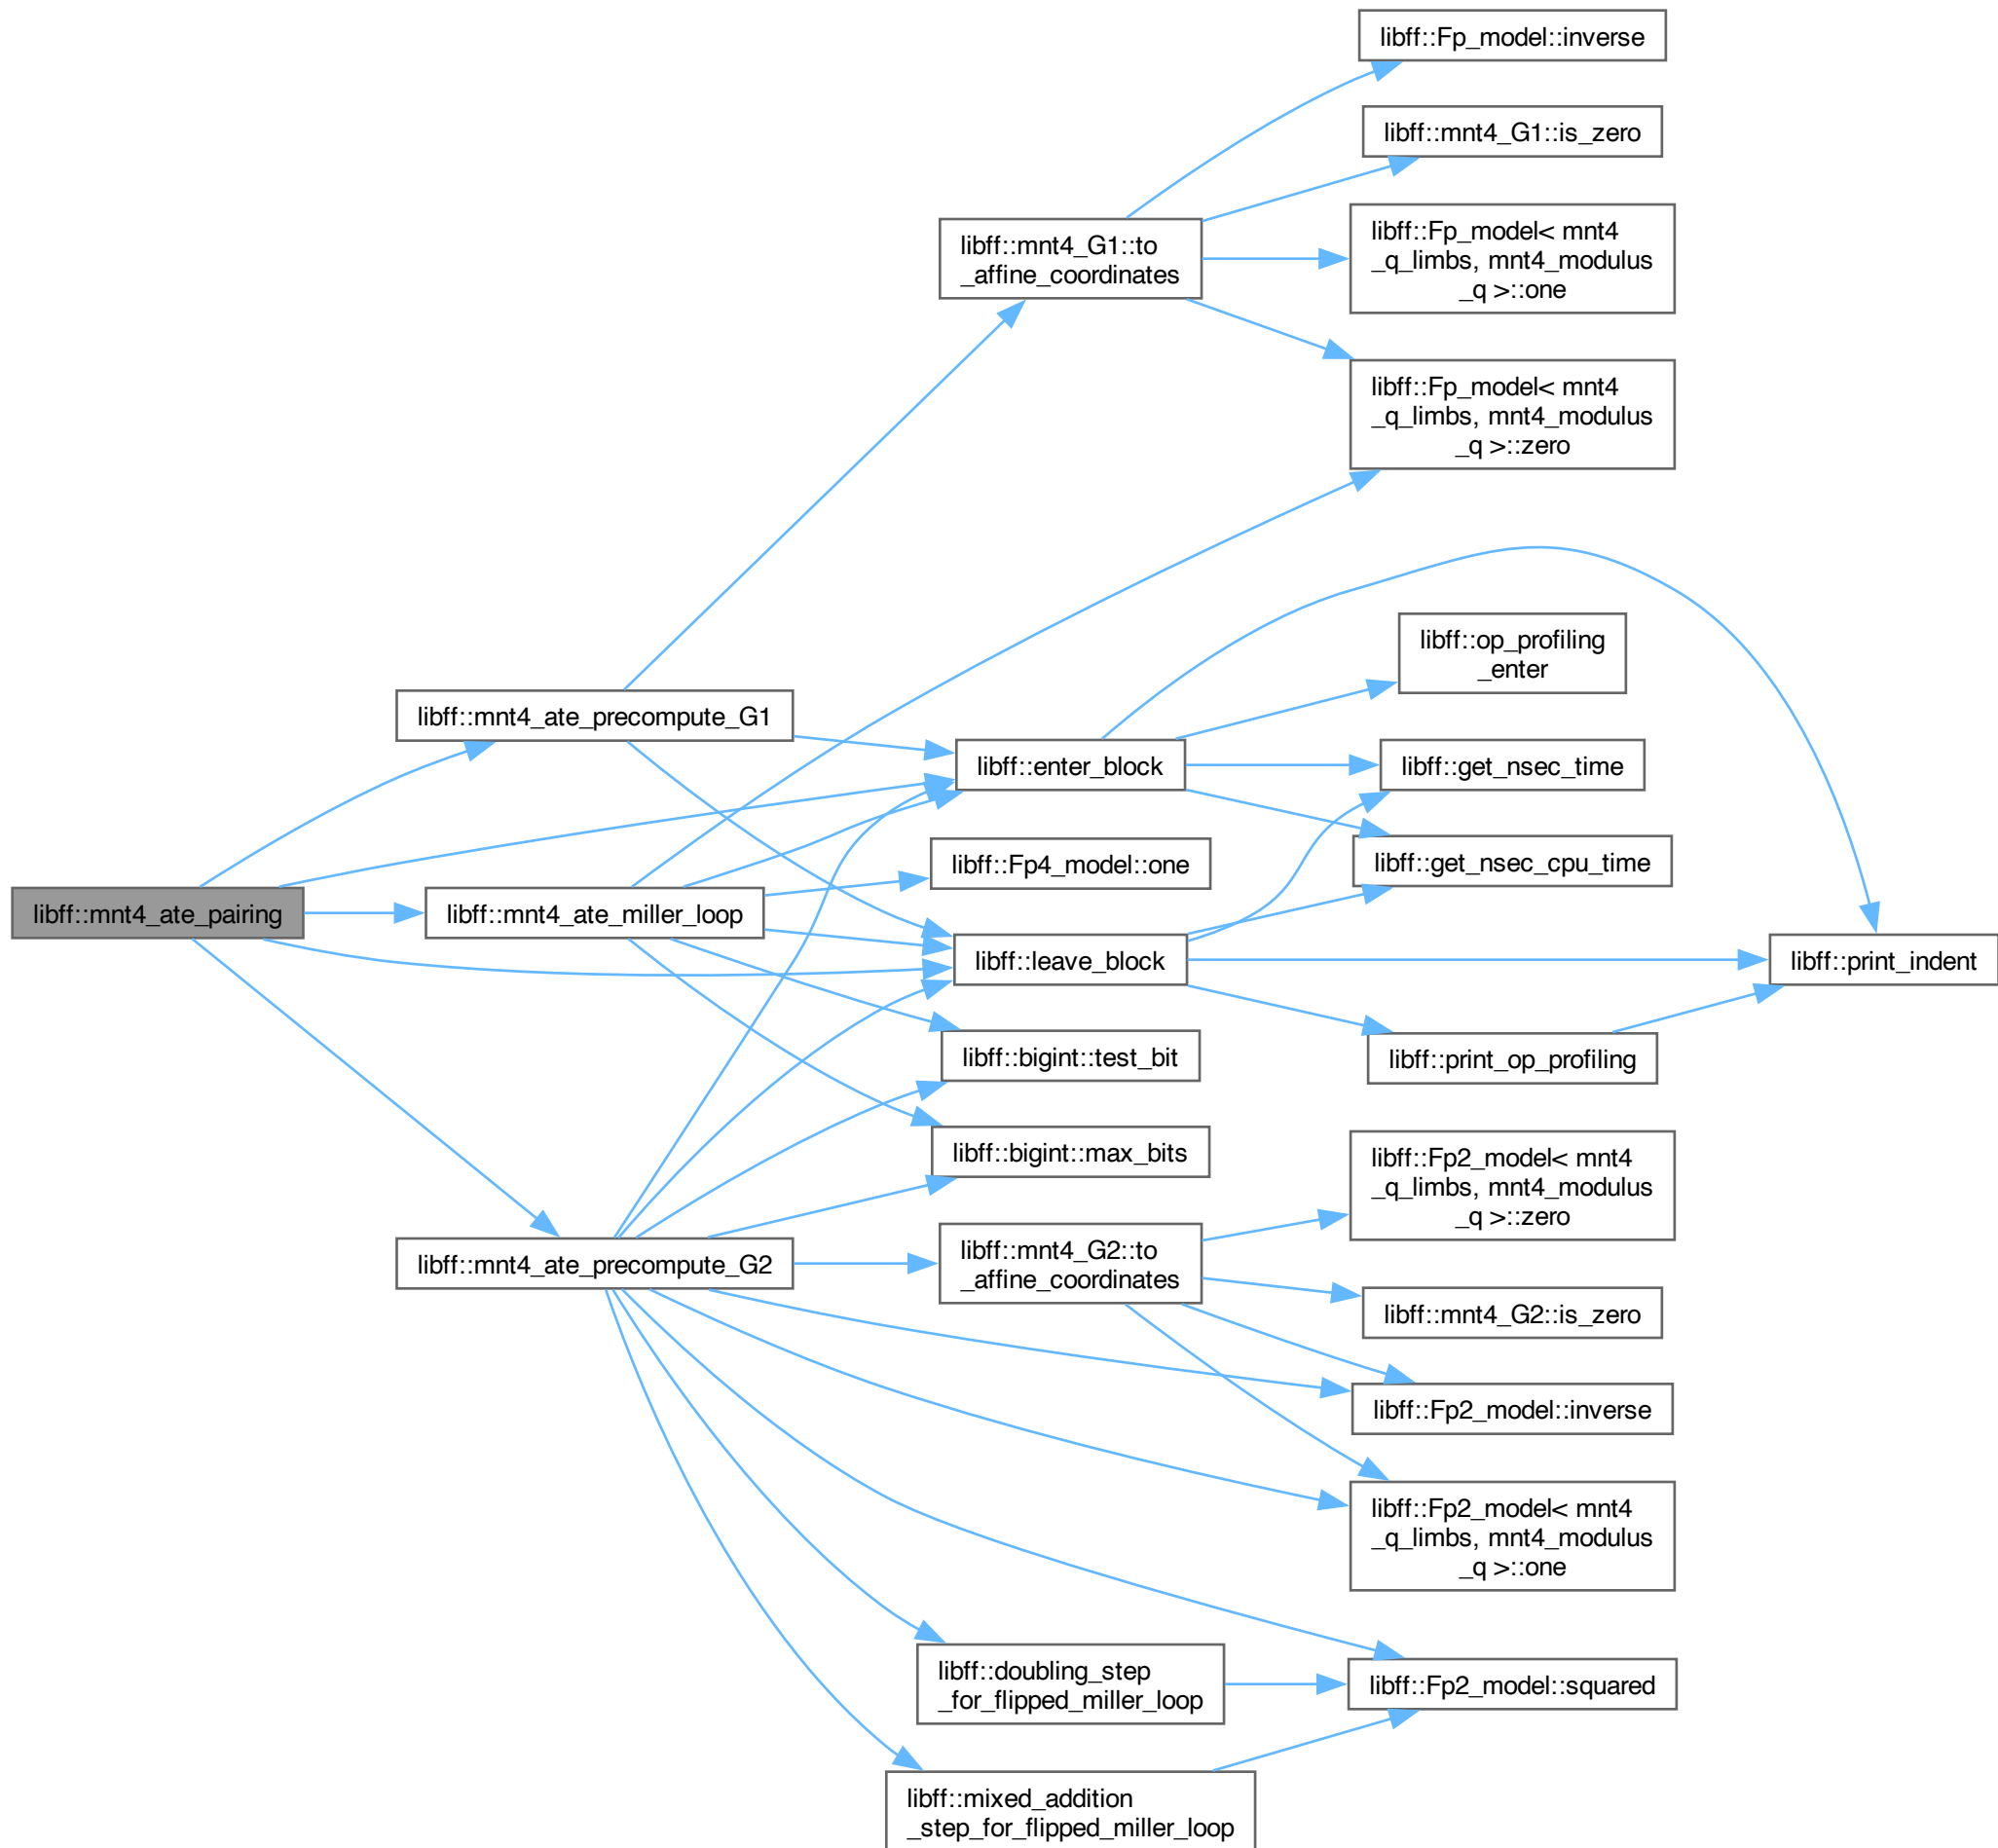 libff::Fp_model::inverse
libff::mnt4_G1::is_zero
libff::mnt4_G1::to
_affine_coordinates
libff::Fp_model< mnt4
_q_limbs, mnt4_modulus
_q >::one
libff::Fp_model< mnt4
_q_limbs, mnt4_modulus
_q >::zero
libff::op_profiling
_enter
libff::mnt4_ate_precompute_G1
libff::enter_block
libff::get_nsec_time
libff::Fp4_model::one
libff::get_nsec_cpu_time
libff::mnt4_ate_pairing
libff::mnt4_ate_miller_loop
libff::leave_block
libff::print_indent
libff::bigint::test_bit
libff::print_op_profiling
libff::bigint::max_bits
libff::Fp2_model< mnt4
_q_limbs, mnt4_modulus
_q >::zero
libff::mnt4_ate_precompute_G2
libff::mnt4_G2::to
_affine_coordinates
libff::mnt4_G2::is_zero
libff::Fp2_model::inverse
libff::Fp2_model< mnt4
_q_limbs, mnt4_modulus
_q >::one
libff::doubling_step
_for_flipped_miller_loop
libff::Fp2_model::squared
libff::mixed_addition
_step_for_flipped_miller_loop